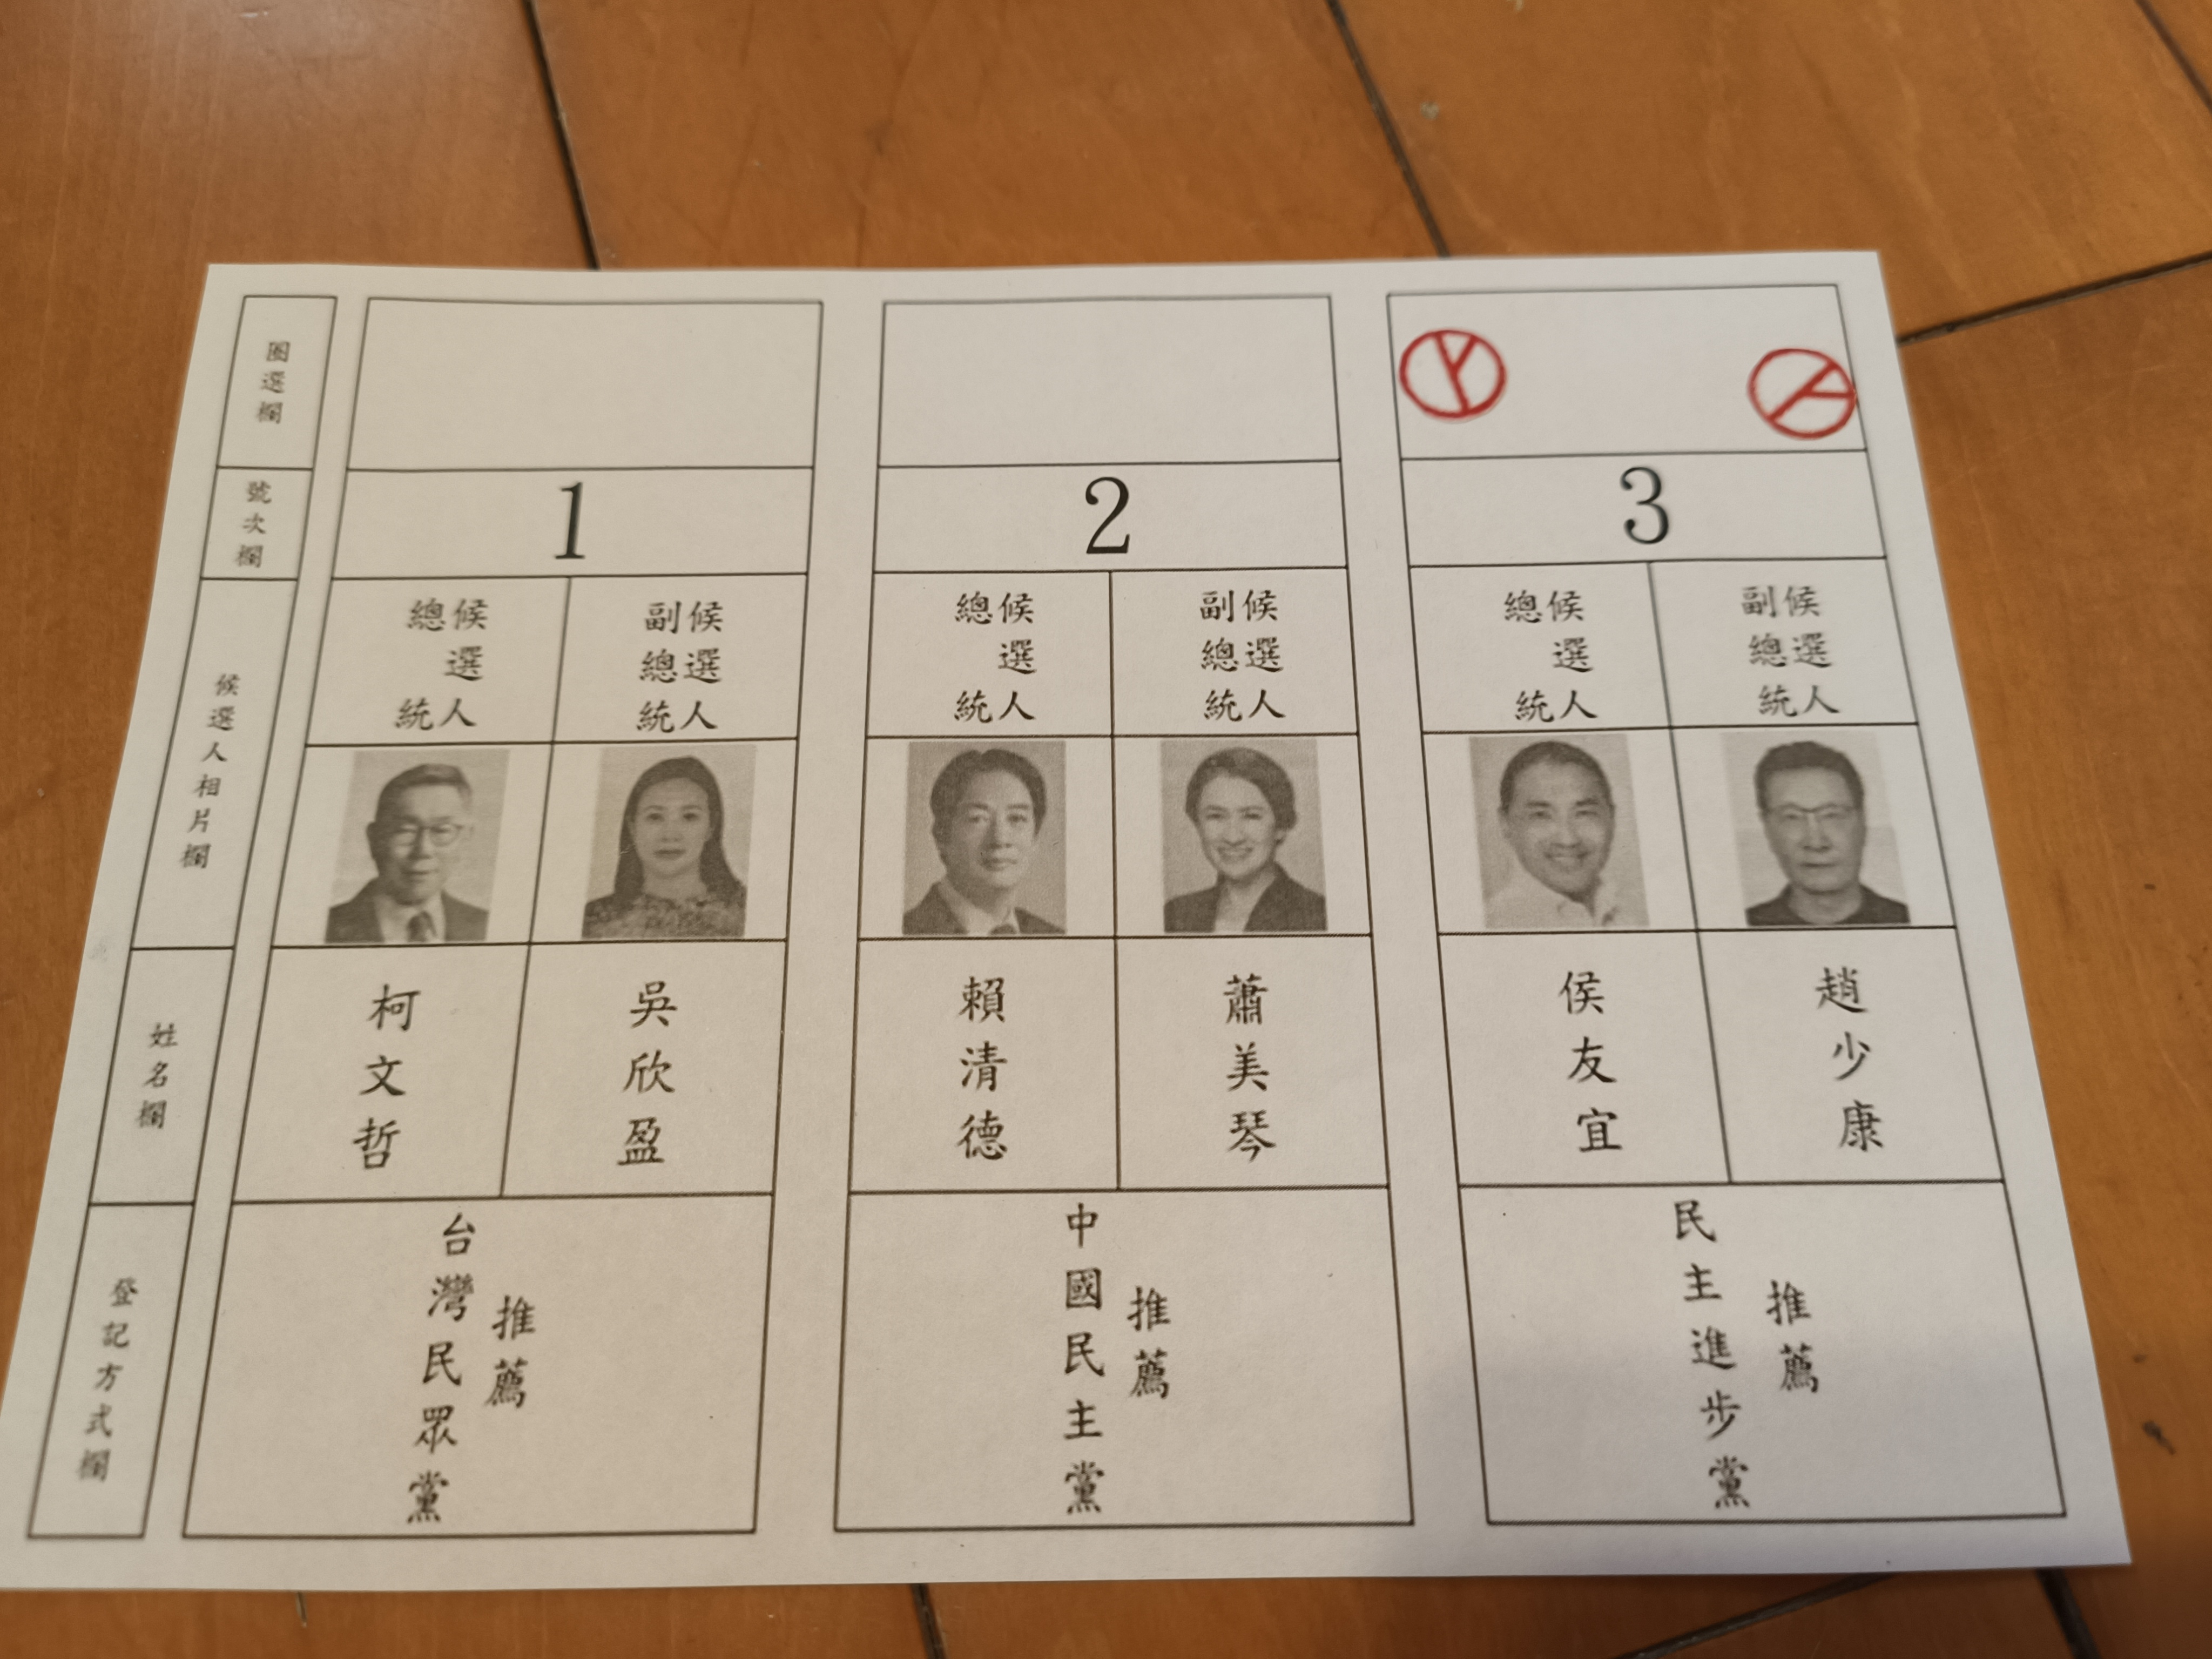 圈選欄
1
2
3
號次欄
總統候選人
副總統候選人
總統候選人
副總統候選人
總統候選人
副總統候選人
候選人相片欄
姓名欄
柯文哲
吳欣盈
賴清德
蕭美琴
侯友宜
趙少康
登記方式欄
台灣民眾黨
推薦
中國民主黨
推薦
民主進步黨
推薦